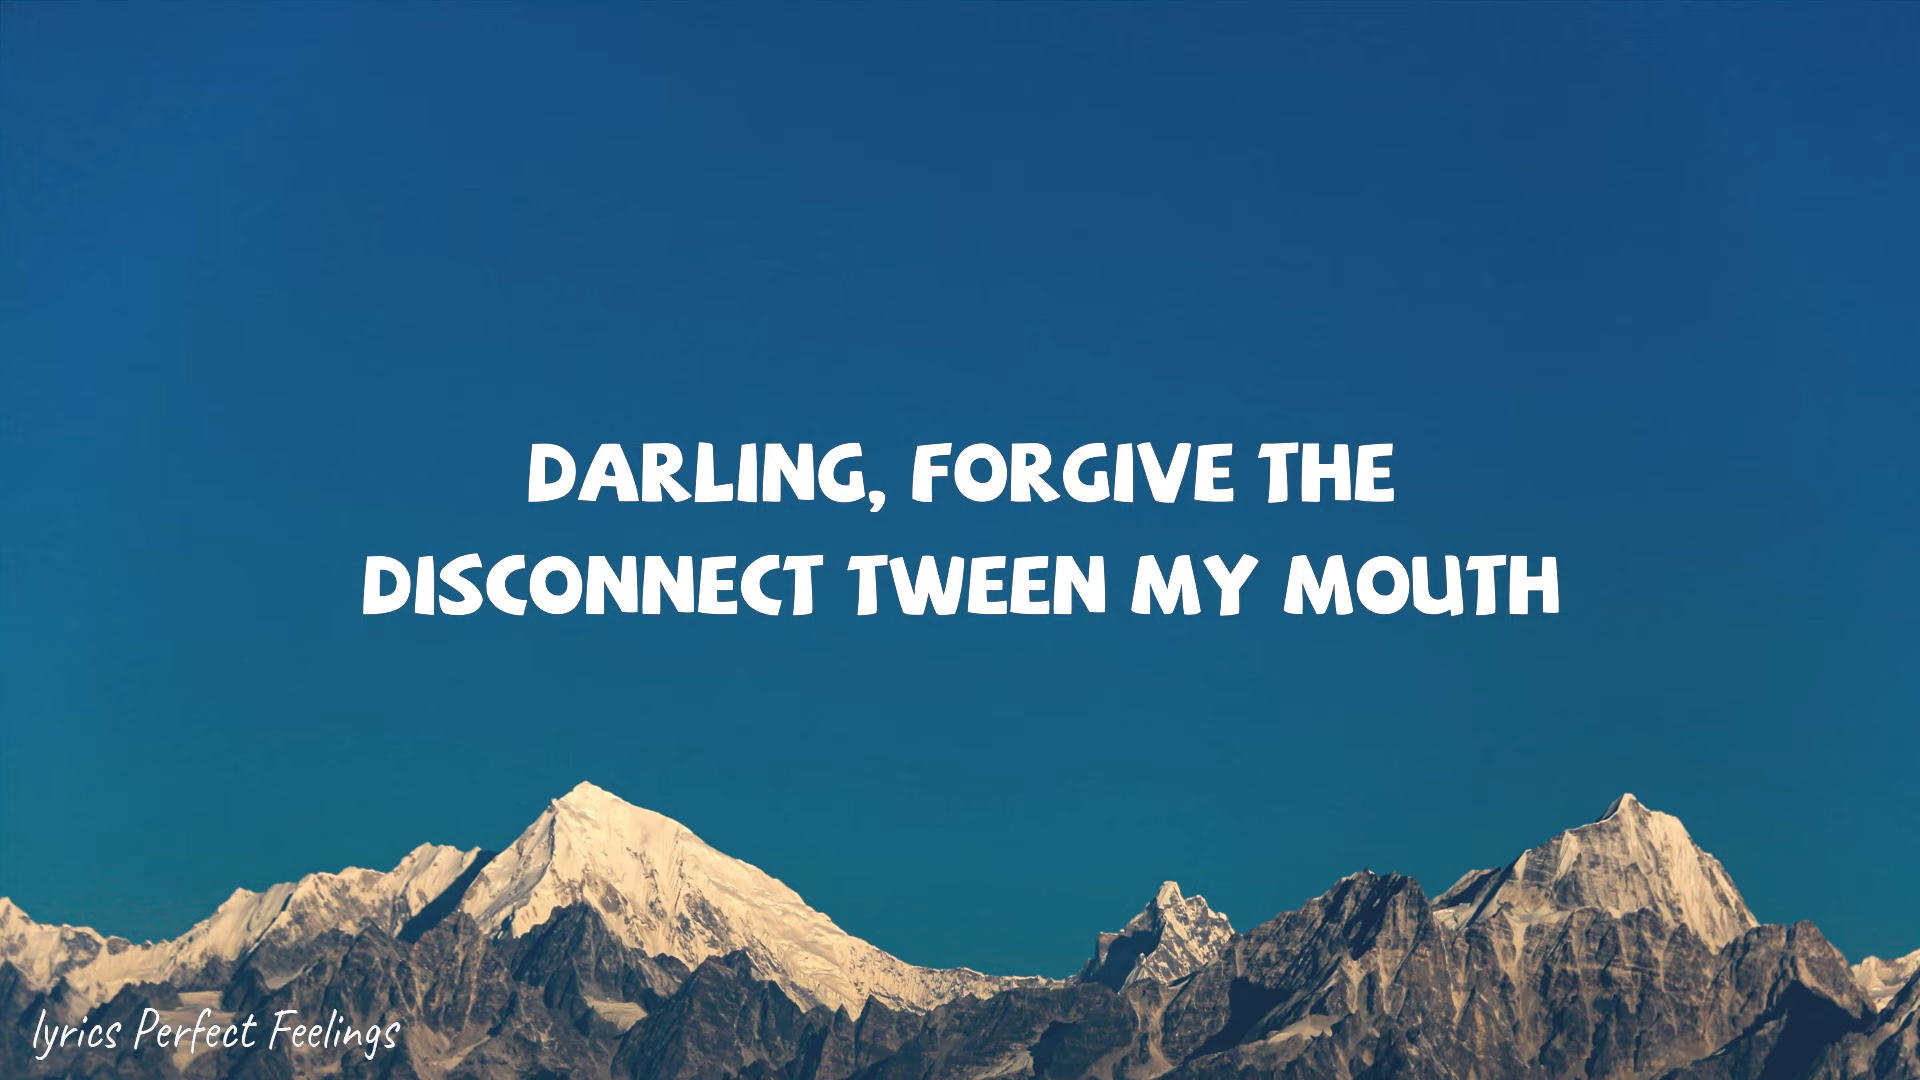 DARLING, FORGIVE THE
DISCONNECT TWEEN MY MOUTH
lyrics Perfect Feelings